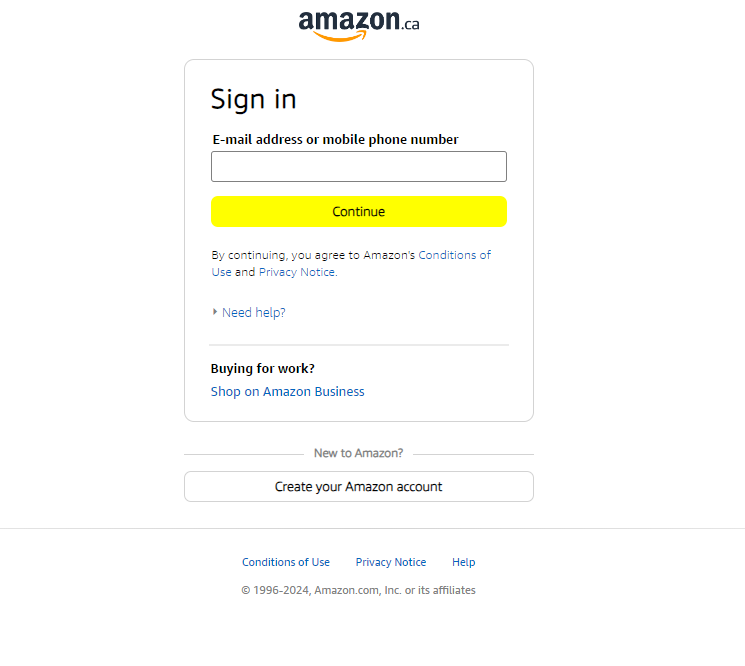 amazon.ca
Sign in
E-mail address or mobile phone number
Continue
By continuing, you agree to Amazon's Conditions of
Use and Privacy Notice.
Need help?
Buying for work?
Shop on Amazon Business
New to Amazon?
Create your Amazon account
Conditions of Use Privacy Notice Help
© 1996-2024, Amazon.com, Inc. or its affiliates